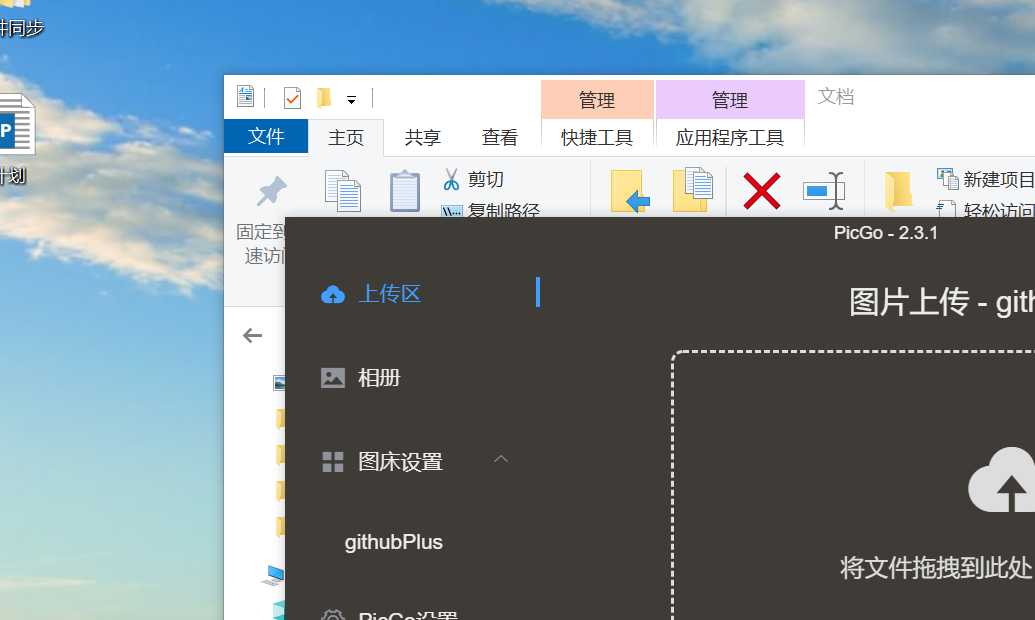 件同步
计划
管理
管理
文档
文件
主页
共享
查看
快捷工具
应用程序工具
剪切
复制路径
新建项目
轻松访问
固定到
速访问
P
PicGo - 2.3.1
上传区
图片上传 - gith
相册
图床设置
githubPlus
将文件拖拽到此处
PicGo设置